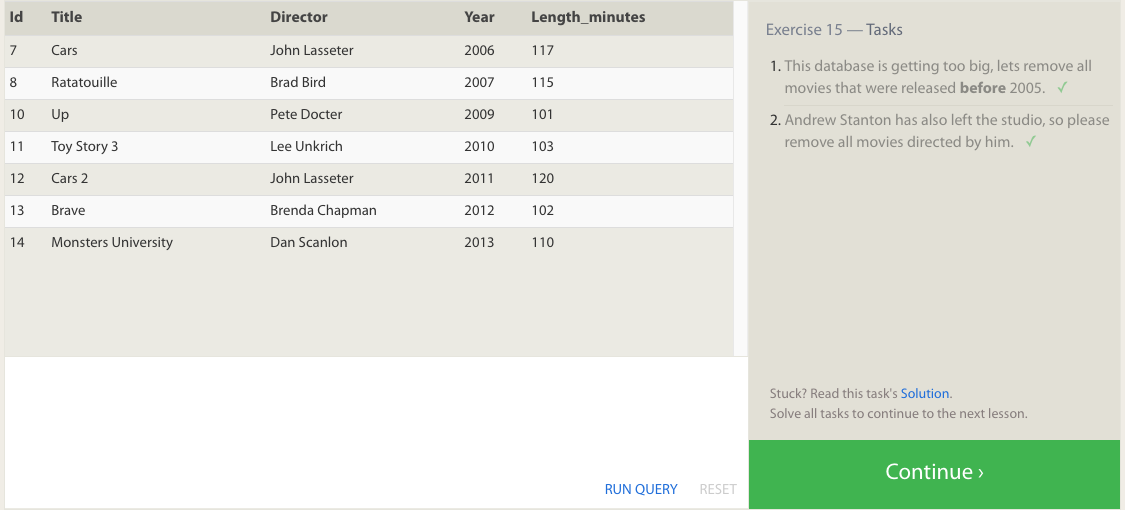 Id Title Director Year Length_minutes
7 Cars John Lasseter 2006 117
8 Ratatouille Brad Bird 2007 115
10 Up Pete Docter 2009 101
11 Toy Story 3 Lee Unkrich 2010 103
12 Cars 2 John Lasseter 2011 120
13 Brave Brenda Chapman 2012 102
14 Monsters University Dan Scanlon 2013 110
RUN QUERY RESET
Exercise 15 — Tasks
1. This database is getting too big, lets remove all
movies that were released before 2005. ✓
2. Andrew Stanton has also left the studio, so please
remove all movies directed by him. ✓
Stuck? Read this task's Solution.
Solve all tasks to continue to the next lesson.
Continue ›